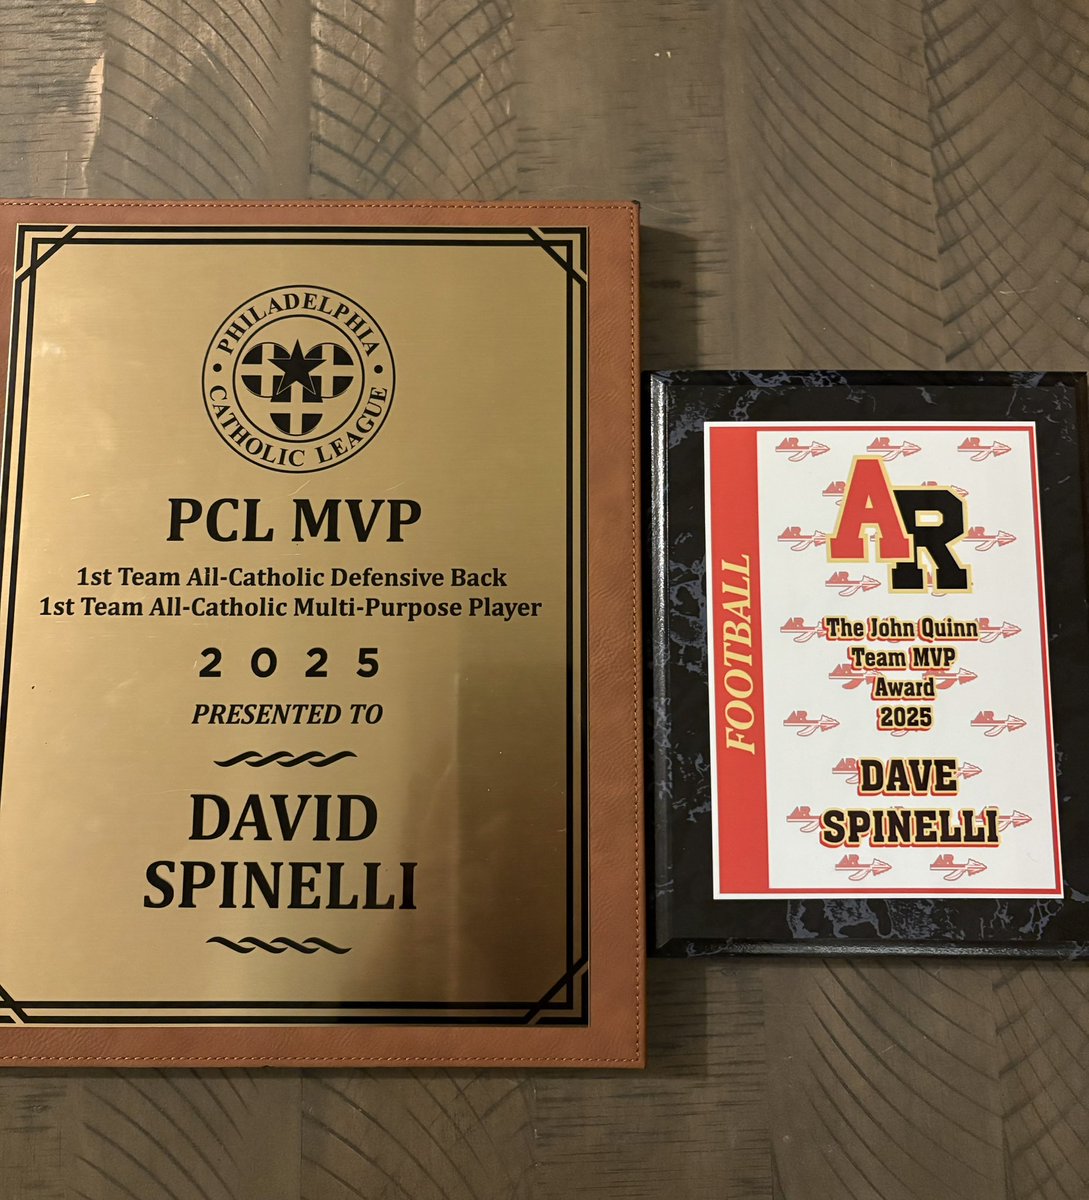 PHILADELPHIA
CATHOLIC LEAGUE
PCL MVP
1st Team All-Catholic Defensive Back
1st Team All-Catholic Multi-Purpose Player
2025
PRESENTED TO
DAVID
SPINELLI
FOOTBALL
AR
The John Quinn
Team MVP
Award
2025
DAVE
SPINELLI